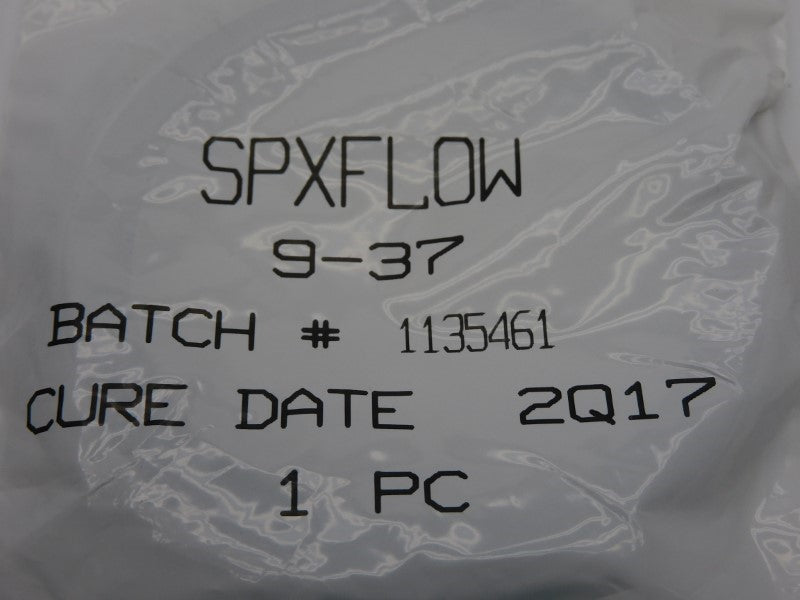 SPXFLOW
9-37
BATCH # 1135461
CURE DATE 2Q17
1 PC